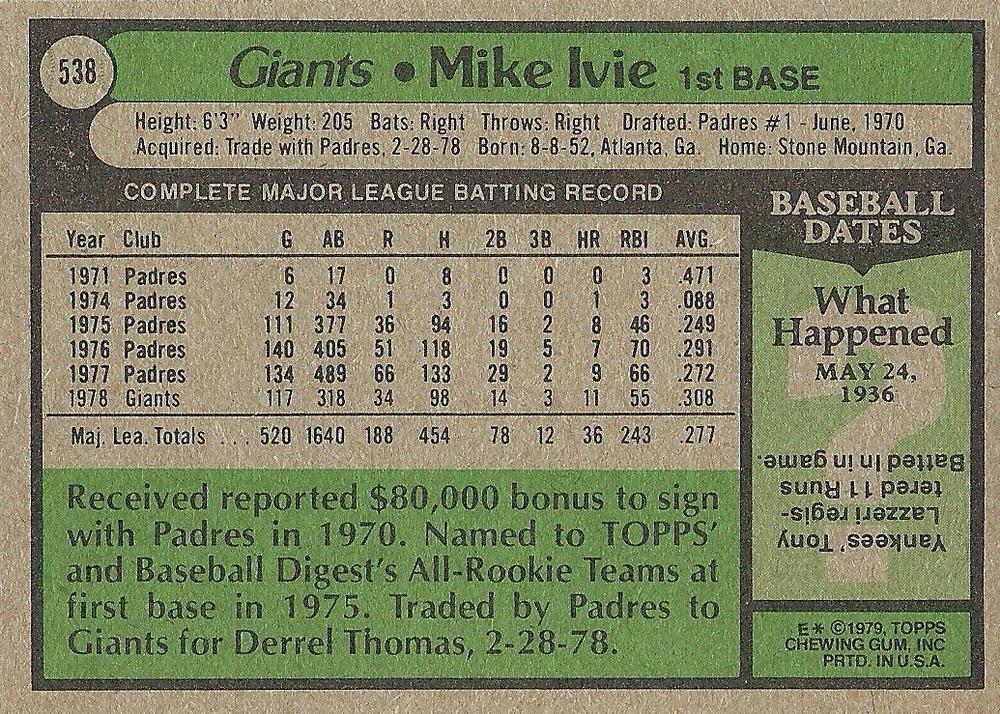 538
Giants • Mike Ivie 1st BASE
Height: 6'3" Weight: 205 Bats: Right Throws: Right Drafted: Padres #1 - June, 1970
Acquired: Trade with Padres, 2-28-78 Born: 8-8-52, Atlanta, Ga. Home: Stone Mountain, Ga.
COMPLETE MAJOR LEAGUE BATTING RECORD
Year Club G AB R H 2B 3B HR RBI AVG.
1971 Padres 6 17 0 8 0 0 0 3 .471
1974 Padres 12 34 1 3 0 0 1 3 .088
1975 Padres 111 377 36 94 16 2 8 46 .249
1976 Padres 140 405 51 118 19 5 7 70 .291
1977 Padres 134 489 66 133 29 2 9 66 .272
1978 Giants 117 318 34 98 14 3 11 55 .308
Maj. Lea. Totals ... 520 1640 188 454 78 12 36 243 .277
Received reported $80,000 bonus to sign
with Padres in 1970. Named to TOPPS'
and Baseball Digest's All-Rookie Teams at
first base in 1975. Traded by Padres to
Giants for Derrel Thomas, 2-28-78.
BASEBALL
DATES
What
Happened
MAY 24,
1936
?
Yankees' Tony
Lazzeri regis-
tered 11 Runs
Batted In in game.
E* ©1979, TOPPS
CHEWING GUM, INC
PRTD. IN U.S.A.